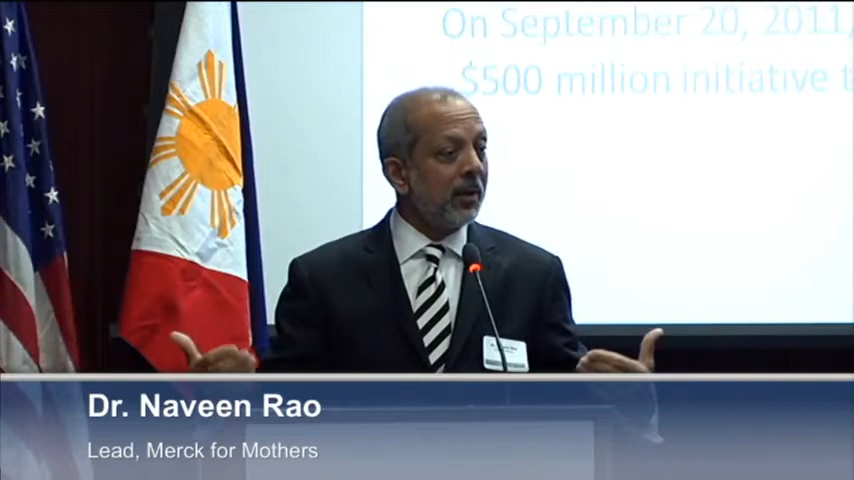 On September 20, 2011,
$500 million initiative t
Dr. Naveen Rao
Lead, Merck for Mothers